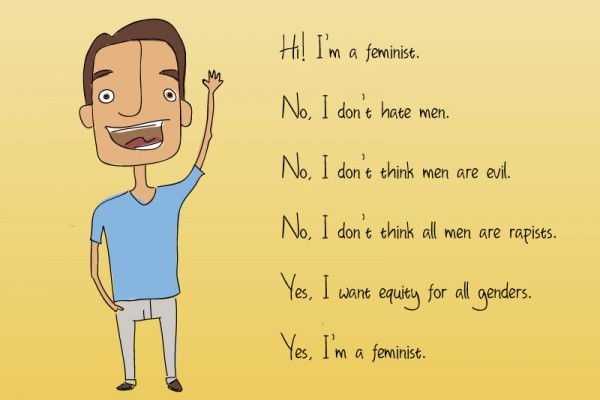 Hi! I'm a feminist.
No, I don't hate men.
No, I don't think men are evil.
No, I don't think all men are rapists.
Yes, I want equity for all genders.
Yes, I'm a feminist.